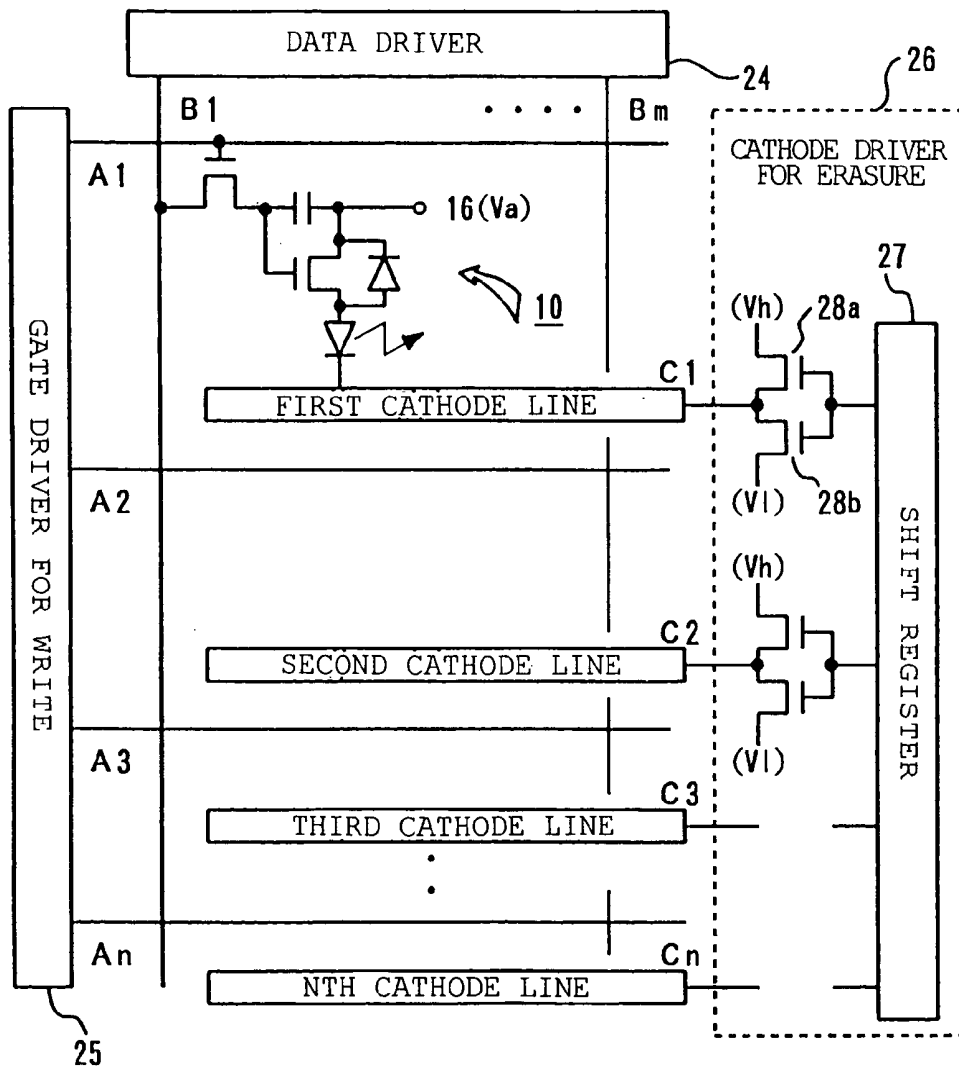 DATA DRIVER
24
26
B1
· · · ·
Bm
A1
CATHODE DRIVER
FOR ERASURE
16(Va)
27
10
(Vh)
28a
C1
FIRST CATHODE LINE
GATE DRIVER FOR WRITE
A2
(Vl)
28b
SHIFT REGISTER
(Vh)
C2
SECOND CATHODE LINE
A3
(Vl)
C3
THIRD CATHODE LINE
An
Cn
NTH CATHODE LINE
25